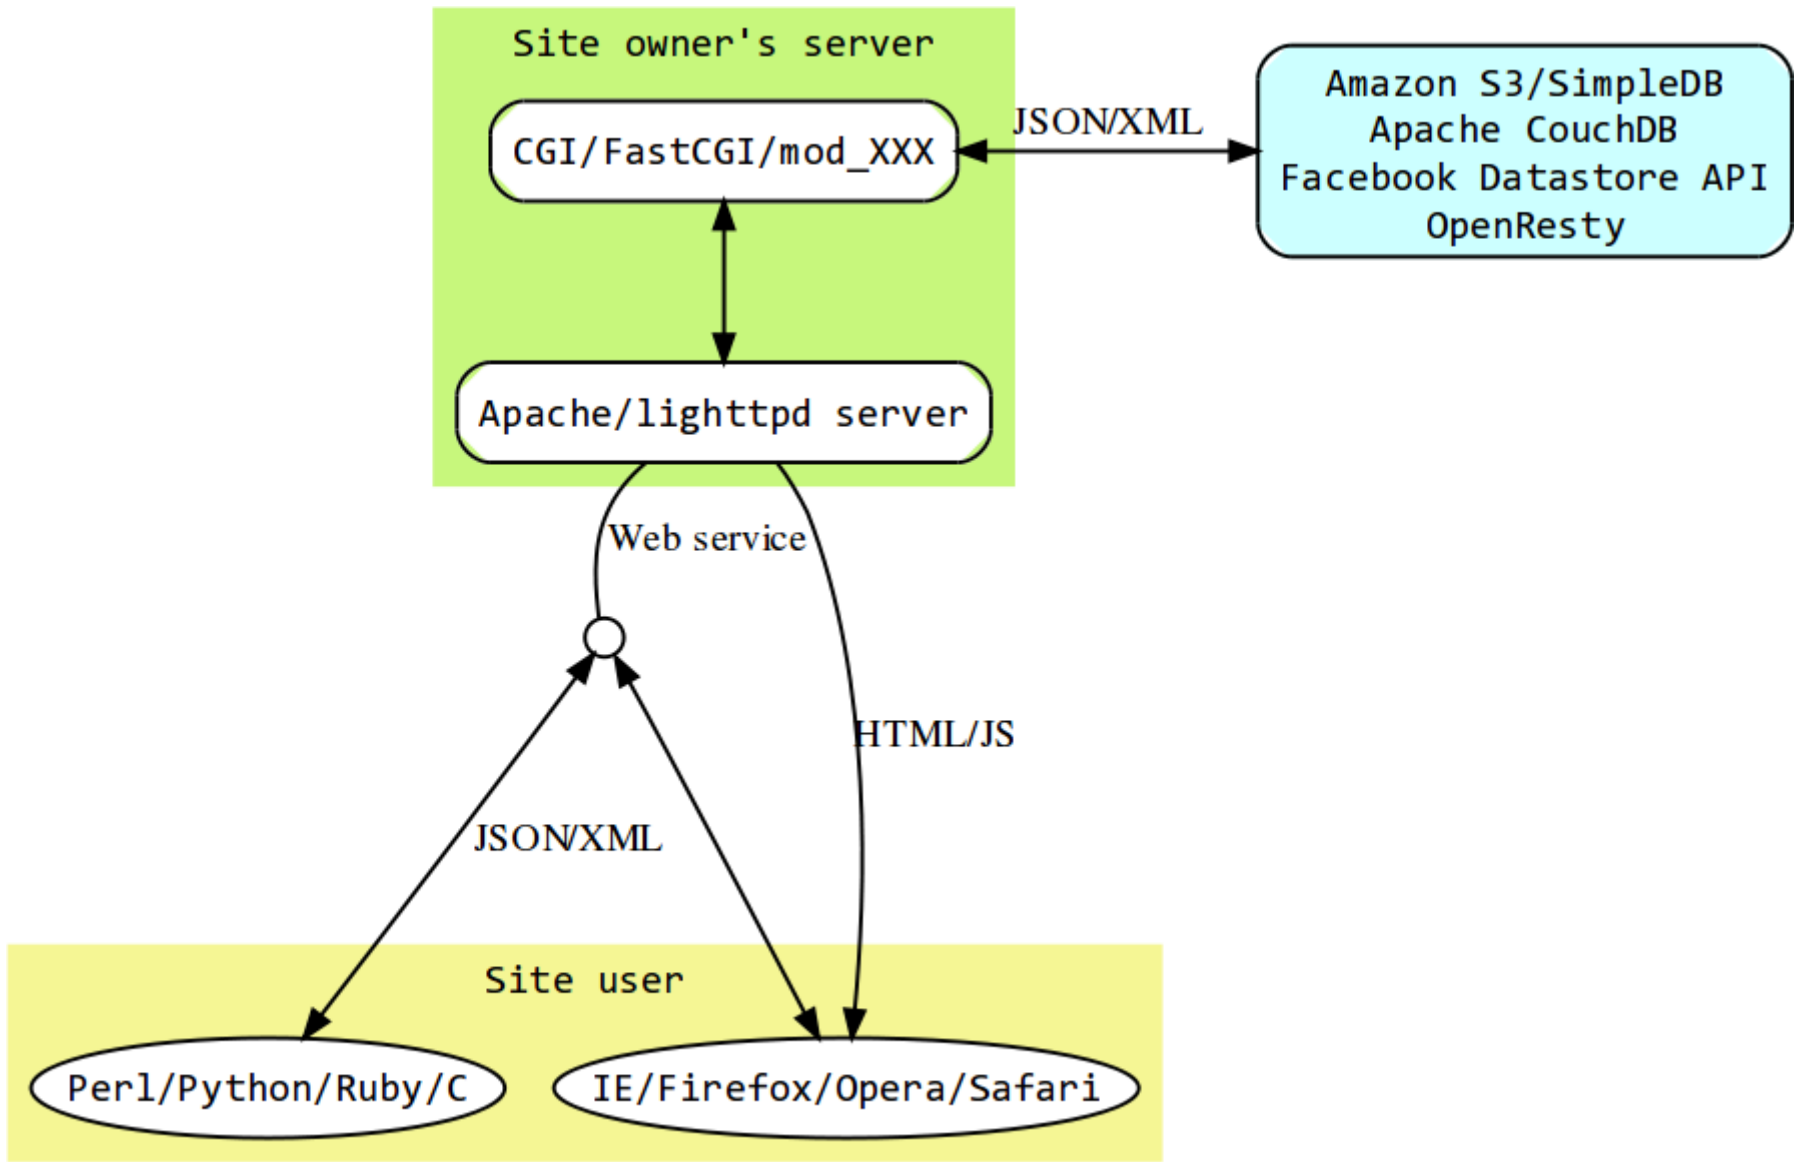 Site owner's server
CGI/FastCGI/mod_XXX
JSON/XML
Amazon S3/SimpleDB
Apache CouchDB
Facebook Datastore API
OpenResty
Apache/lighttpd server
Web service
HTML/JS
JSON/XML
Site user
Perl/Python/Ruby/C
IE/Firefox/Opera/Safari